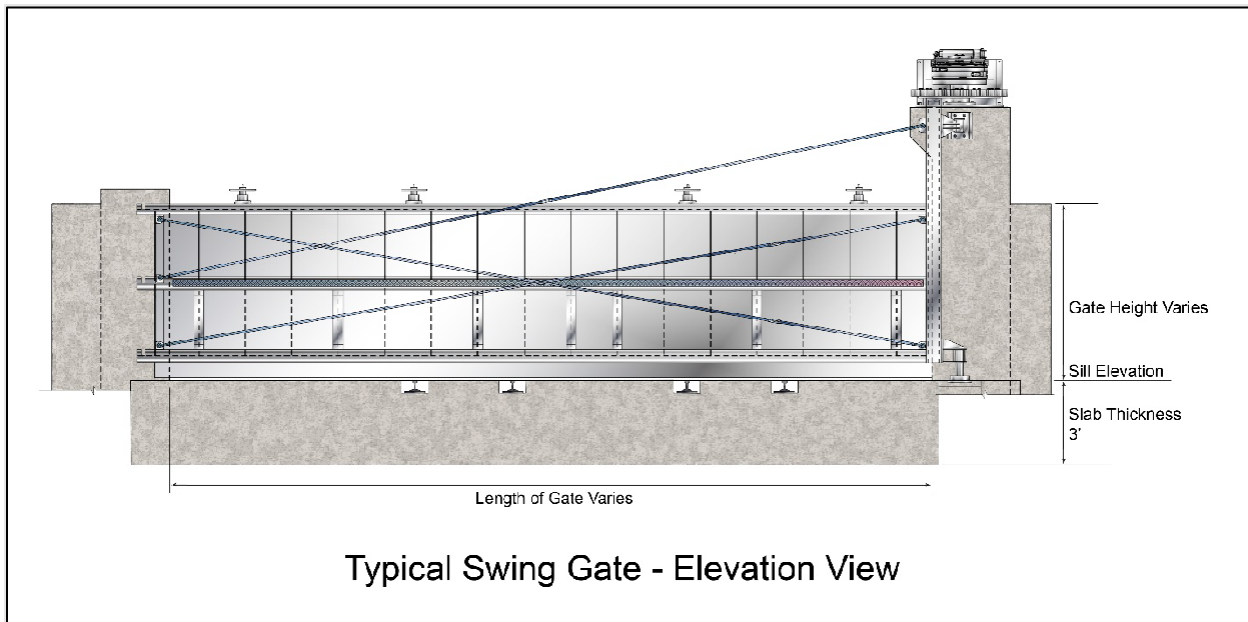 Gate Height Varies
Sill Elevation
Slab Thickness
3'
Length of Gate Varies
Typical Swing Gate - Elevation View